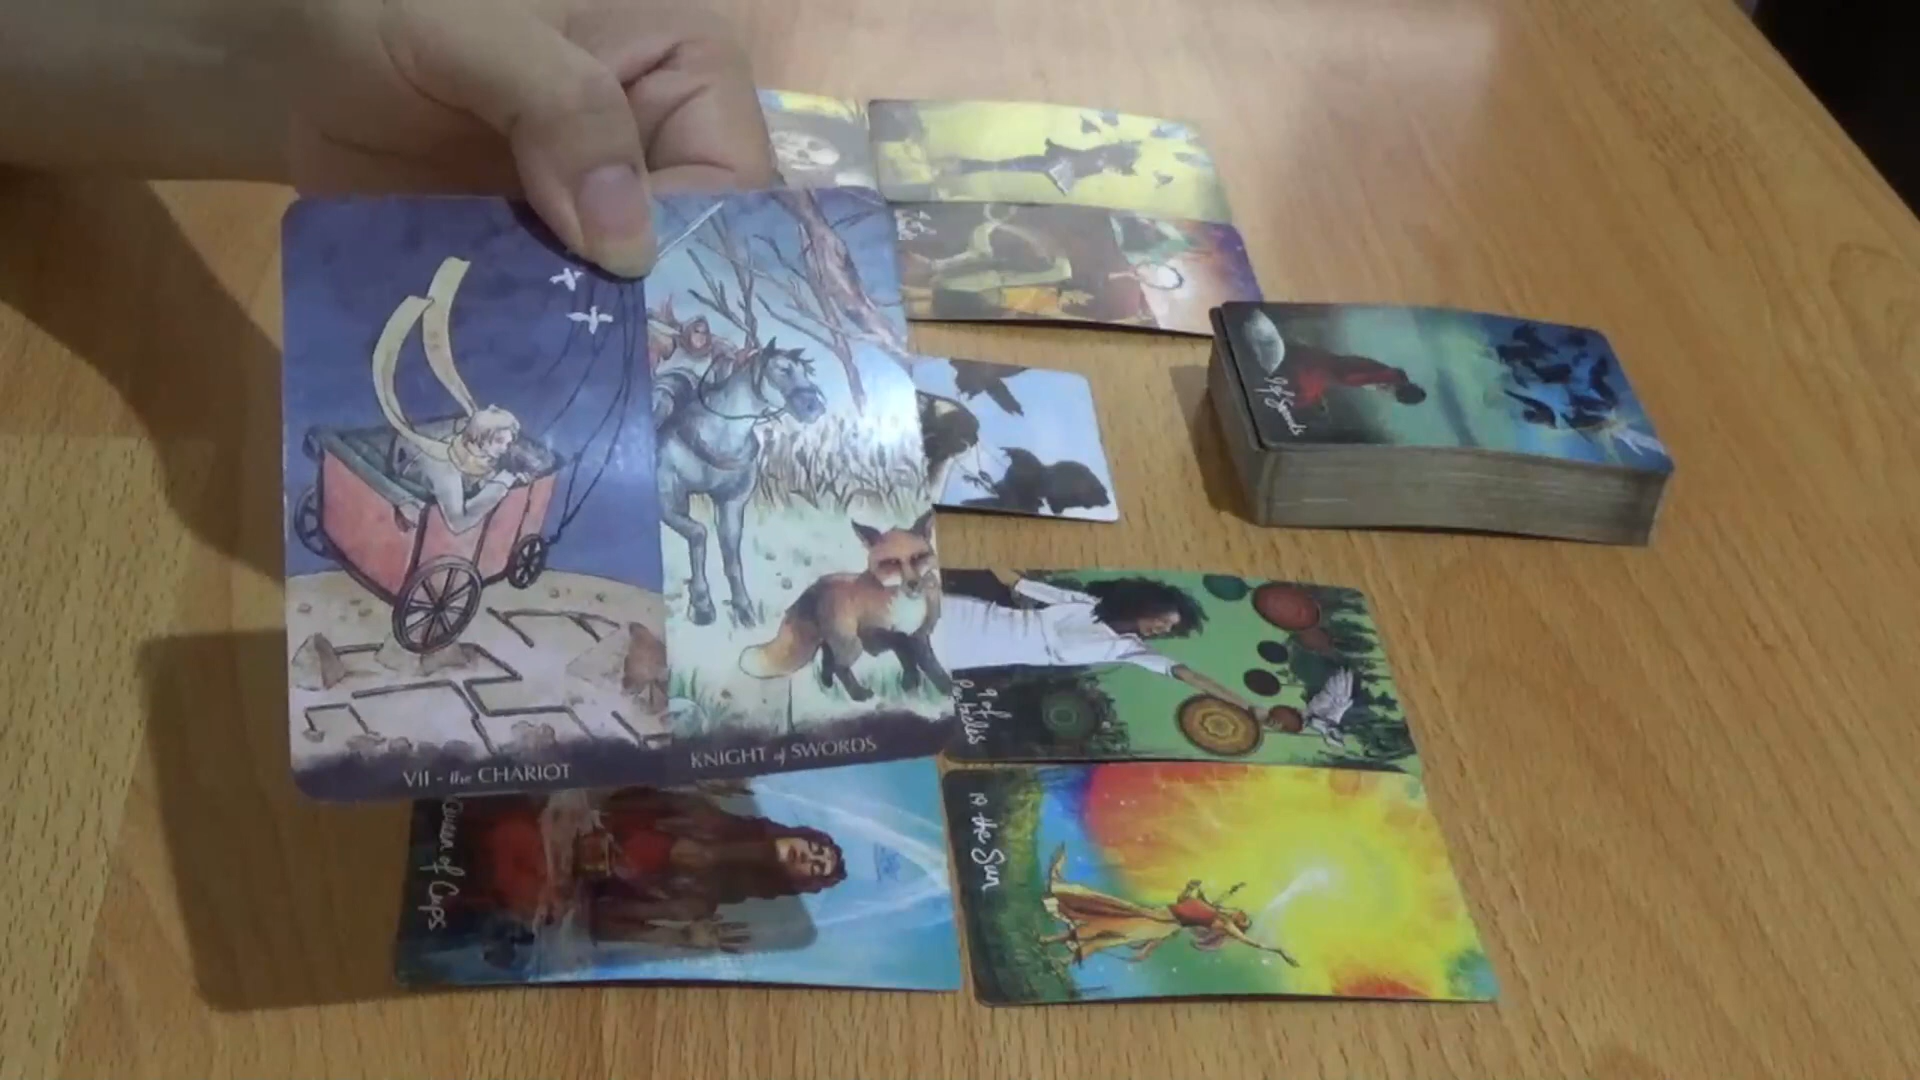 VII - the CHARIOT
KNIGHT of SWORDS
9 of Swords
9 of
Pentacles
Queen of Cups
19 the Sun